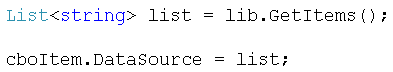 List<string> list = lib.GetItems();
cboItem.DataSource = list;